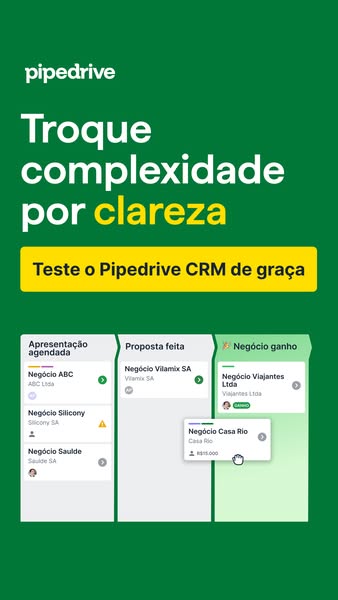 pipedrive
Troque
complexidade
por clareza
Teste o Pipedrive CRM de graça
Apresentação
agendada
Negócio ABC
ABC Ltda
Negócio Silicony
Silicony SA
Negócio Saulde
Saulde SA
Proposta feita
Negócio Vilamix SA
Vilamix SA
🎉 Negócio ganho
Negócio Viajantes
Ltda
Viajantes Ltda
GANHO
Negócio Casa Rio
Casa Rio
R$15.000